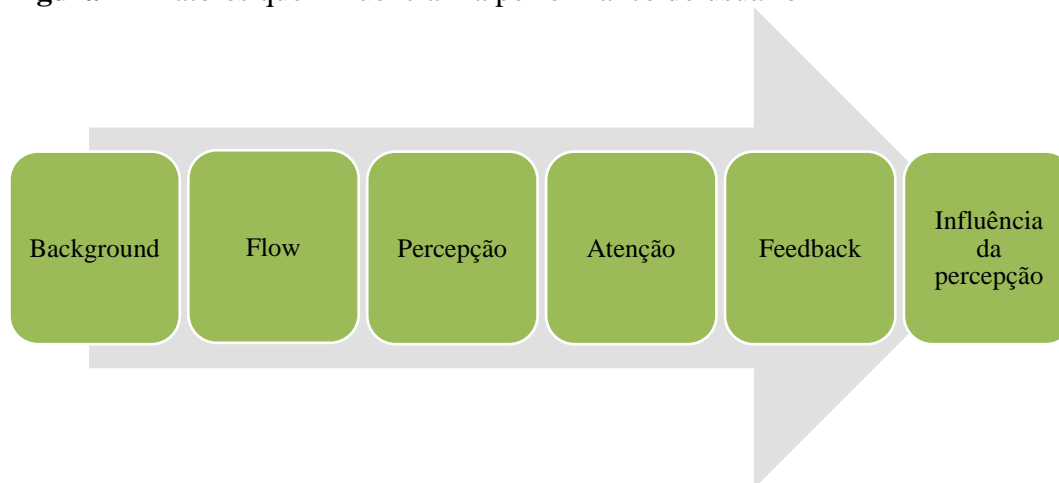 Background
Flow
Percepção
Atenção
Feedback
Influência
da
percepção